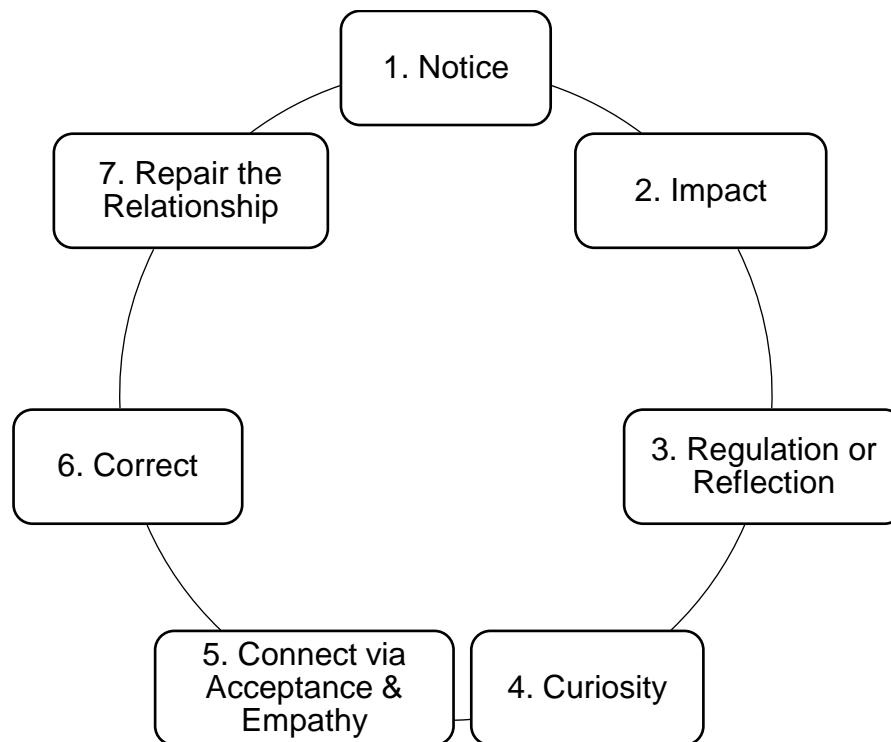 1. Notice
2. Impact
3. Regulation or
Reflection
4. Curiosity
5. Connect via
Acceptance &
Empathy
6. Correct
7. Repair the
Relationship